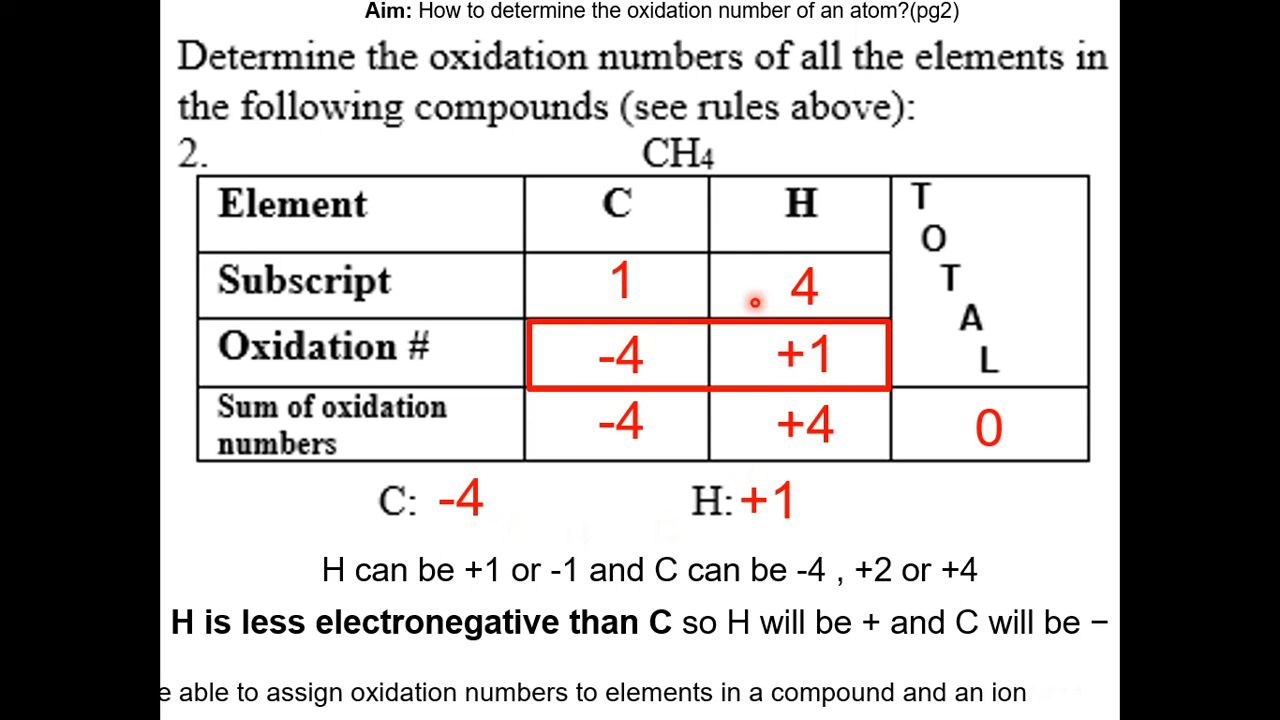 Aim: How to determine the oxidation number of an atom?(pg2)
Determine the oxidation numbers of all the elements in
the following compounds (see rules above):
2. CH₄
Element C H TOTAL
Subscript 1 4
Oxidation # -4 +1
Sum of oxidation numbers -4 +4 0
C: -4 H: +1
H can be +1 or -1 and C can be -4 , +2 or +4
H is less electronegative than C so H will be + and C will be −
e able to assign oxidation numbers to elements in a compound and an ion